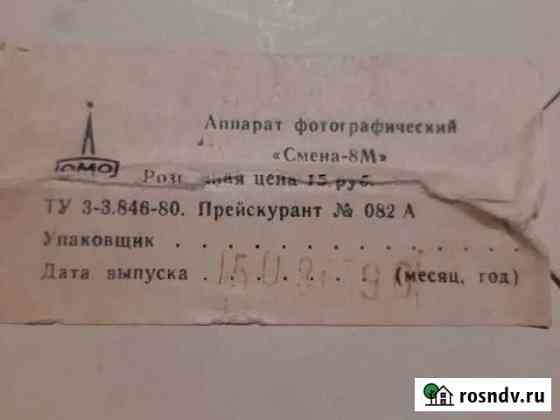 ЛОМО
Аппарат фотографический
«Смена-8М»
цена 15 руб.
ТУ 3-3.846-80. Прейскурант № 082 А
Упаковщик . . . . . . . . . . . . .
Дата выпуска (месяц, год)
rosndv.ru